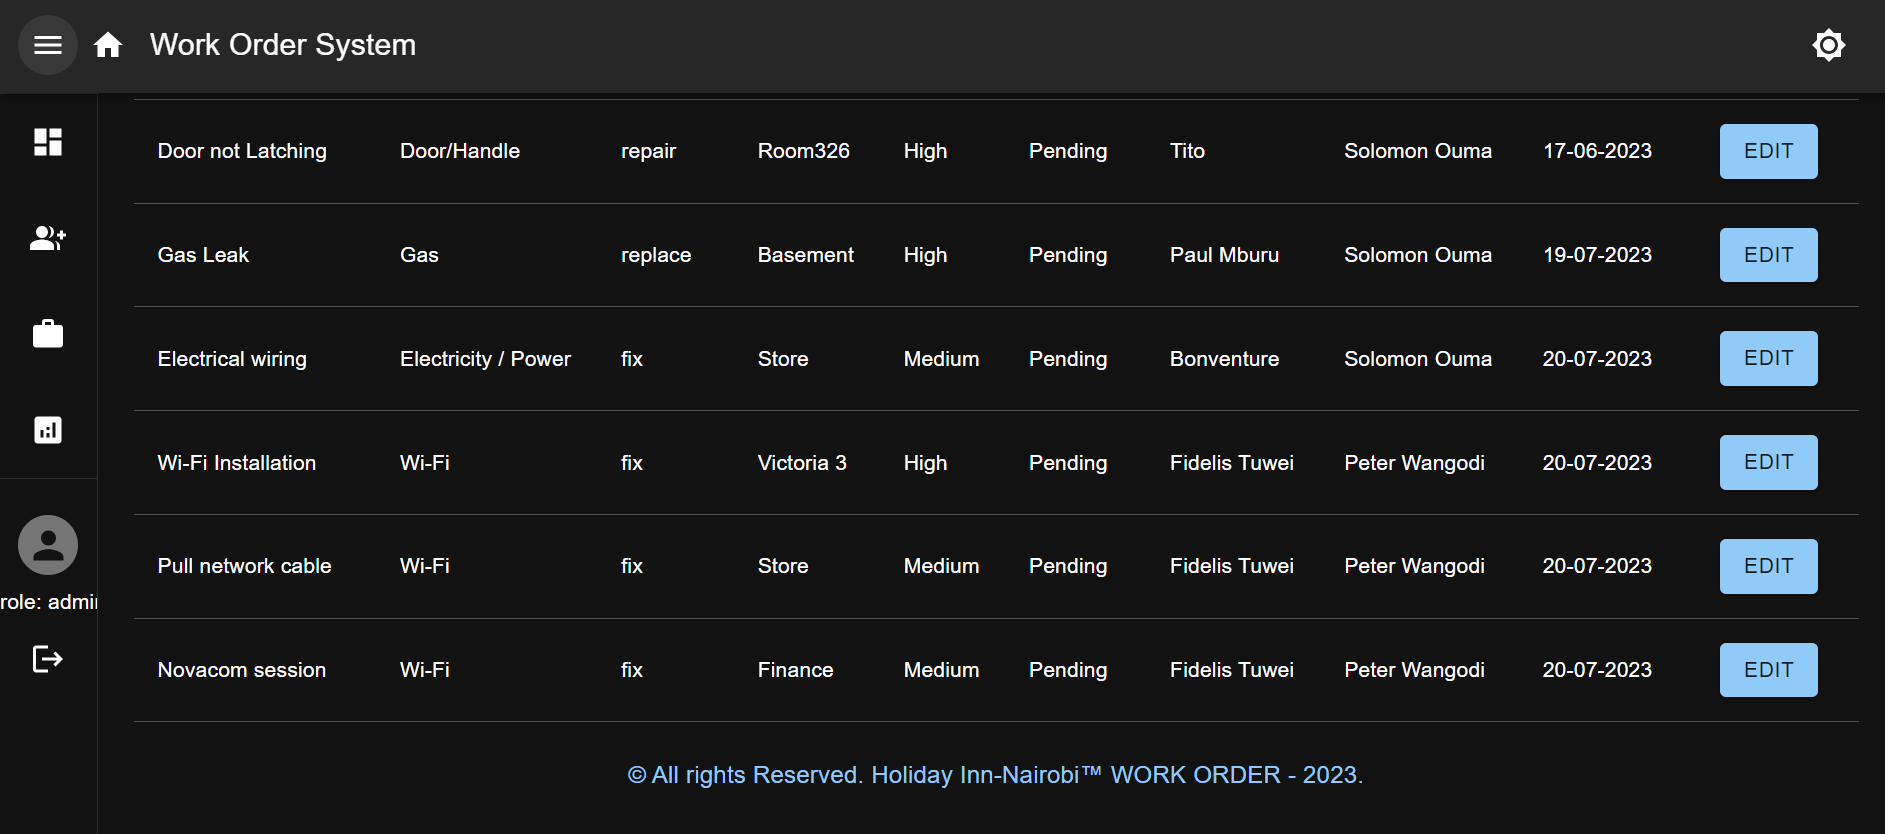 Work Order System
Door not Latching Door/Handle repair Room326 High Pending Tito Solomon Ouma 17-06-2023 EDIT
Gas Leak Gas replace Basement High Pending Paul Mburu Solomon Ouma 19-07-2023 EDIT
Electrical wiring Electricity / Power fix Store Medium Pending Bonventure Solomon Ouma 20-07-2023 EDIT
Wi-Fi Installation Wi-Fi fix Victoria 3 High Pending Fidelis Tuwei Peter Wangodi 20-07-2023 EDIT
Pull network cable Wi-Fi fix Store Medium Pending Fidelis Tuwei Peter Wangodi 20-07-2023 EDIT
role: admi
Novacom session Wi-Fi fix Finance Medium Pending Fidelis Tuwei Peter Wangodi 20-07-2023 EDIT
© All rights Reserved. Holiday Inn-Nairobi™ WORK ORDER - 2023.